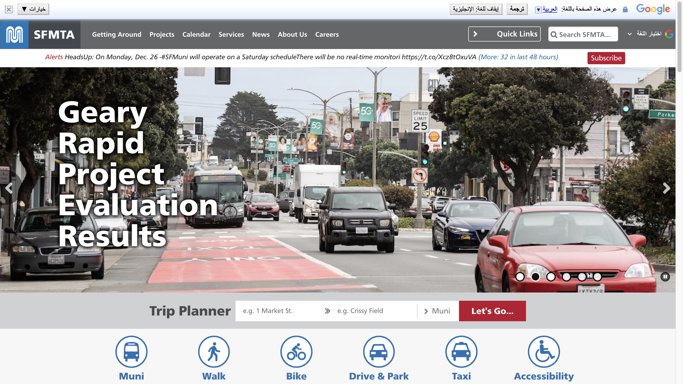 خيارات ▼
إيقاف للغة: الإنجليزية
ترجمة
عرض هذه الصفحة باللغة: العربية
Google
SFMTA
Getting Around
Projects
Calendar
Services
News
About Us
Careers
Quick Links
Search SFMTA...
اختيار اللغة
Alerts HeadsUp: On Monday, Dec. 26 -#SFMuni will operate on a Saturday scheduleThere will be no real-time monitori https://t.co/XczBtOxuVA (More: 32 in last 48 hours)
Subscribe
Geary
Rapid
Project
Evaluation
Results
SPEED
LIMIT
25
5G
5G
ONLY
Trip Planner
e.g. 1 Market St.
e.g. Crissy Field
Muni
Let's Go...
Muni
Walk
Bike
Drive & Park
Taxi
Accessibility